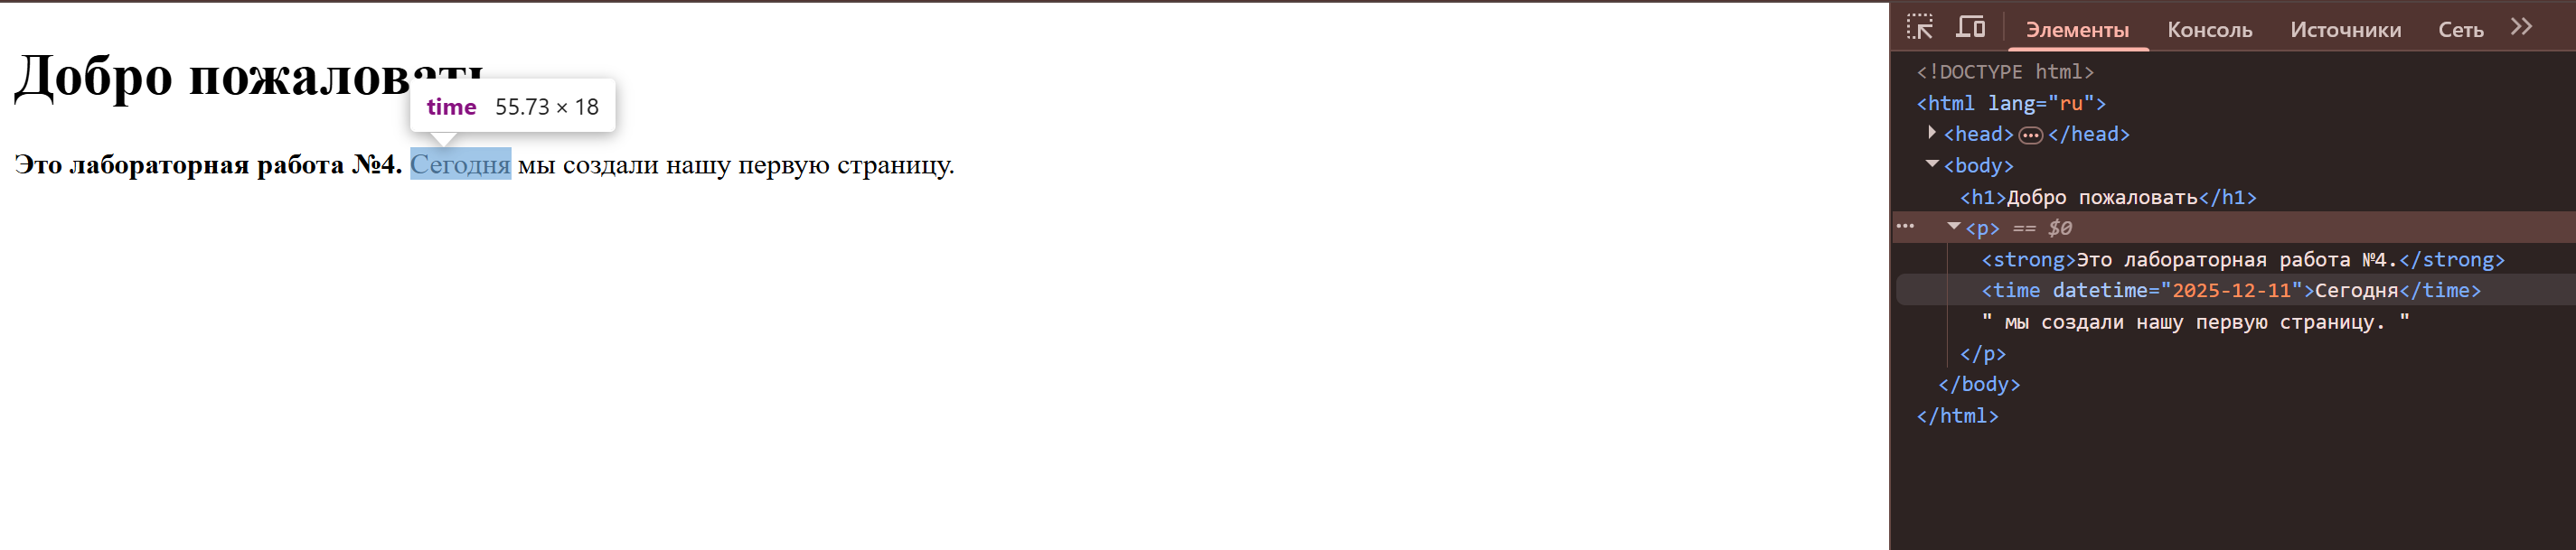 Добро пожаловать
time 55.73 × 18
Это лабораторная работа №4. Сегодня мы создали нашу первую страницу.
Элементы Консоль Источники Сеть
<!DOCTYPE html>
<html lang="ru">
<head> ••• </head>
<body>
<h1>Добро пожаловать</h1>
••• <p> == $0
<strong>Это лабораторная работа №4.</strong>
<time datetime="2025-12-11">Сегодня</time>
" мы создали нашу первую страницу. "
</p>
</body>
</html>